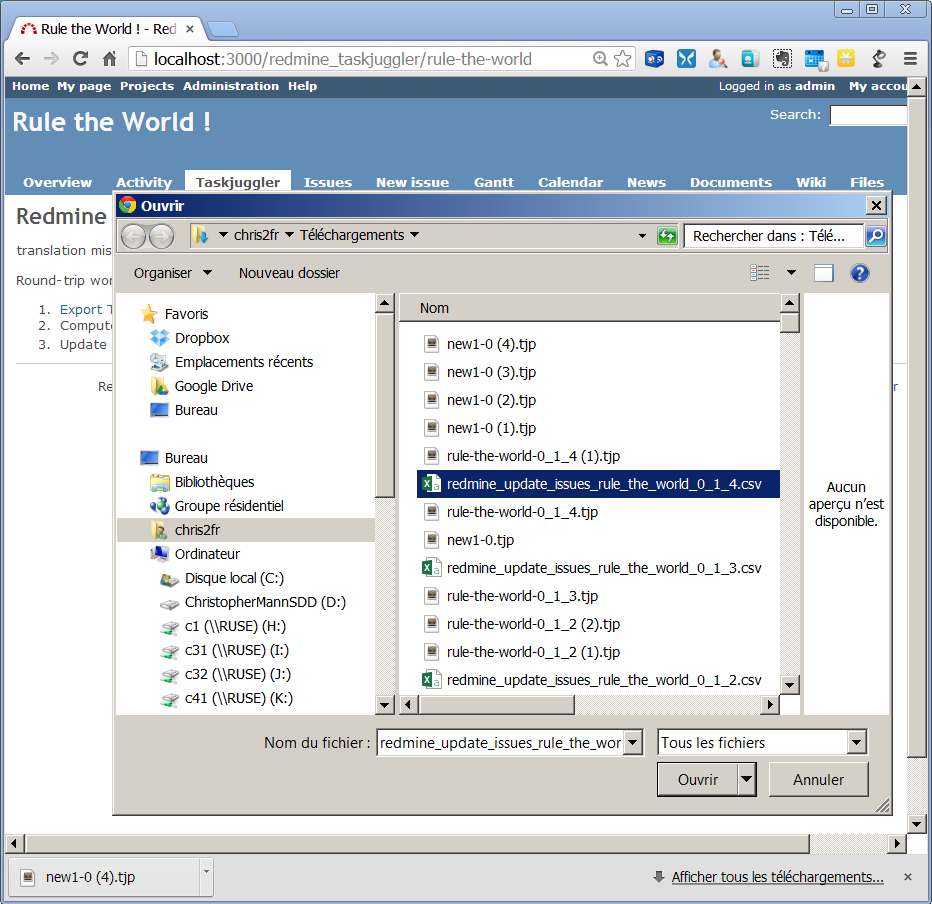 Rule the World ! - Red
localhost:3000/redmine_taskjuggler/rule-the-world
Home My page Projects Administration Help
Logged in as admin My accou
Rule the World !
Search:
Overview Activity Taskjuggler Issues New issue Gantt Calendar News Documents Wiki Files
Redmine
translation mis
Round-trip wor
1. Export T
2. Compute
3. Update
Re
r
Ouvrir
chris2fr Téléchargements
Rechercher dans : Télé...
Organiser Nouveau dossier
Favoris
Dropbox
Emplacements récents
Google Drive
Bureau
Bureau
Bibliothèques
Groupe résidentiel
chris2fr
Ordinateur
Disque local (C:)
ChristopherMannSDD (D:)
c1 (\\RUSE) (H:)
c31 (\\RUSE) (I:)
c32 (\\RUSE) (J:)
c41 (\\RUSE) (K:)
Nom
new1-0 (4).tjp
new1-0 (3).tjp
new1-0 (2).tjp
new1-0 (1).tjp
rule-the-world-0_1_4 (1).tjp
redmine_update_issues_rule_the_world_0_1_4.csv
rule-the-world-0_1_4.tjp
new1-0.tjp
redmine_update_issues_rule_the_world_0_1_3.csv
rule-the-world-0_1_3.tjp
rule-the-world-0_1_2 (2).tjp
rule-the-world-0_1_2 (1).tjp
redmine_update_issues_rule_the_world_0_1_2.csv
Aucun
aperçu n'est
disponible.
Nom du fichier : redmine_update_issues_rule_the_wor
Tous les fichiers
Ouvrir
Annuler
new1-0 (4).tjp
Afficher tous les téléchargements...